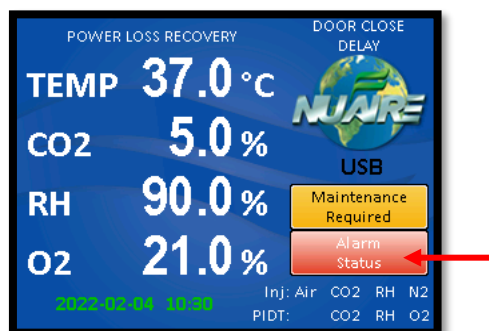 POWER LOSS RECOVERY
DOOR CLOSE
DELAY
TEMP 37.0 °C
NUAIRE
CO2 5.0 %
USB
RH 90.0 %
Maintenance
Required
O2 21.0 %
Alarm
Status
2022-02-04 10:30
Inj: Air CO2 RH N2
PIDT: CO2 RH O2